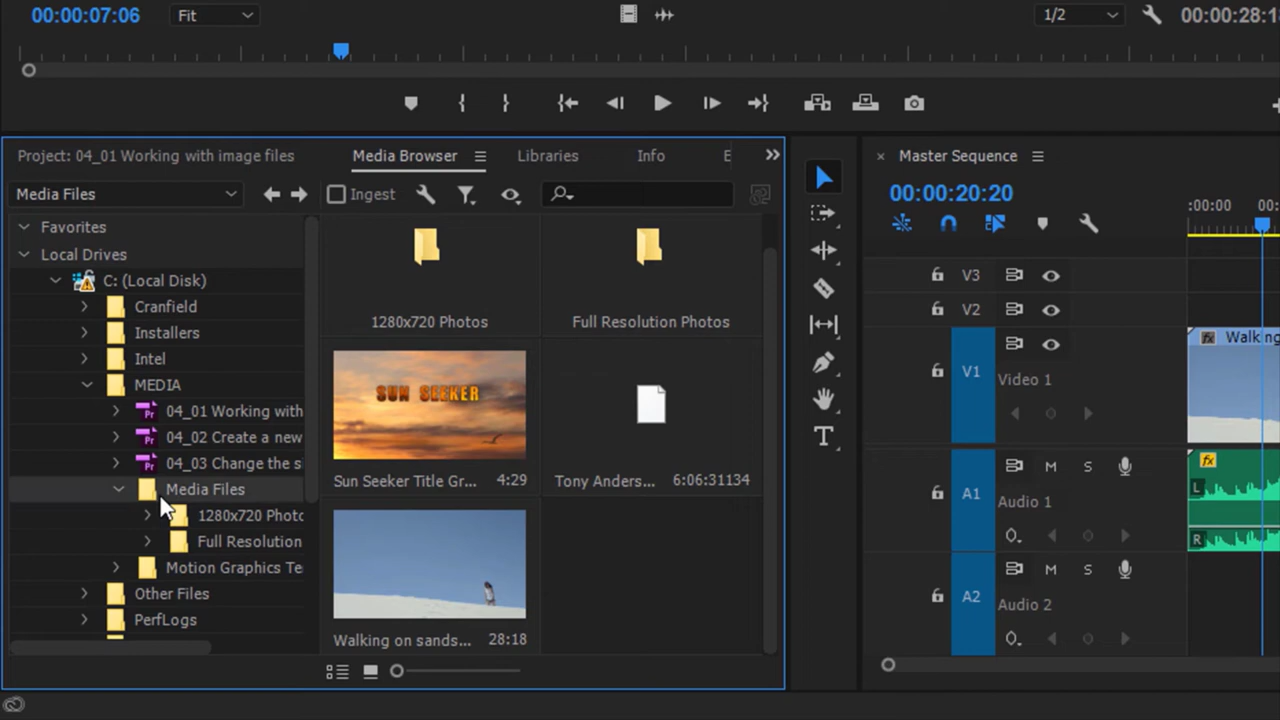 00:00:07:06 Fit 1/2 00:00:28:1
Project: 04_01 Working with image files Media Browser Libraries Info E
Media Files Ingest
Favorites
Local Drives
C: (Local Disk)
Cranfield
Installers
Intel
MEDIA
04_01 Working with
04_02 Create a new
04_03 Change the s
Media Files
1280x720 Photo
Full Resolution
Motion Graphics Te
Other Files
PerfLogs
1280x720 Photos Full Resolution Photos
SUN SEEKER
Sun Seeker Title Gr... 4:29 Tony Anders... 6:06:31134
Walking on sands... 28:18
Master Sequence
00:00:20:20
:00:00 00:
V3
V2
fx Walking
V1 Video 1
A1 M S fx
Audio 1 L
R
A2 M S
Audio 2